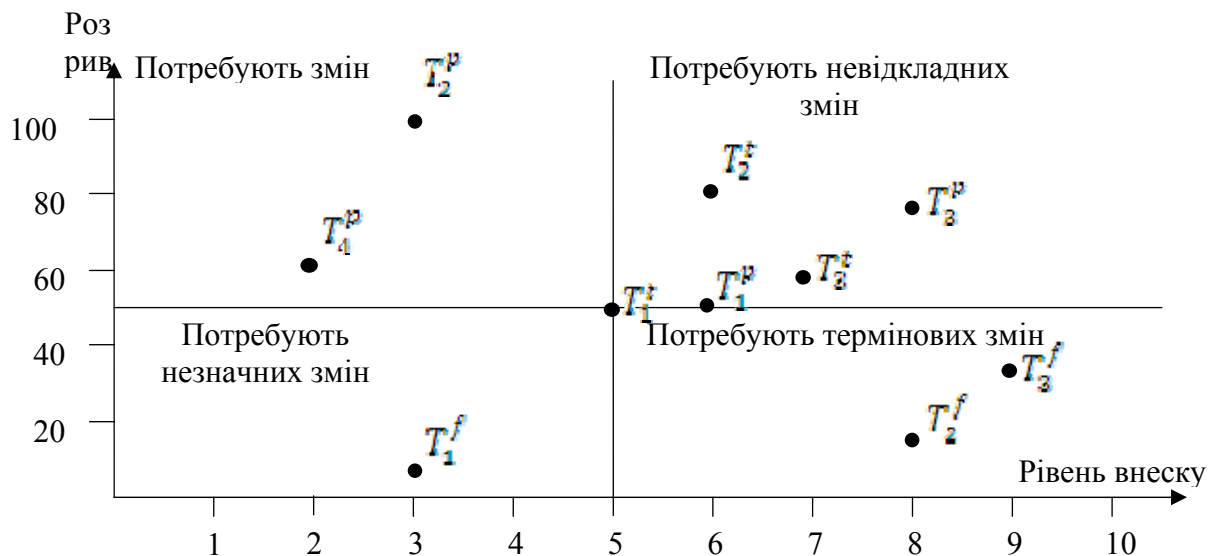 Роз
рив
Потребують змін
T₂ᵖ
Потребують невідкладних
змін
100
T₂ᵗ
80
T₃ᵖ
T₄ᵖ
60
T₃ᵗ
T₁ᵖ
T₁ᵗ
Потребують
незначних змін
Потребують термінових змін
40
T₃ᶠ
20
T₁ᶠ
T₂ᶠ
Рівень внеску
1 2 3 4 5 6 7 8 9 10